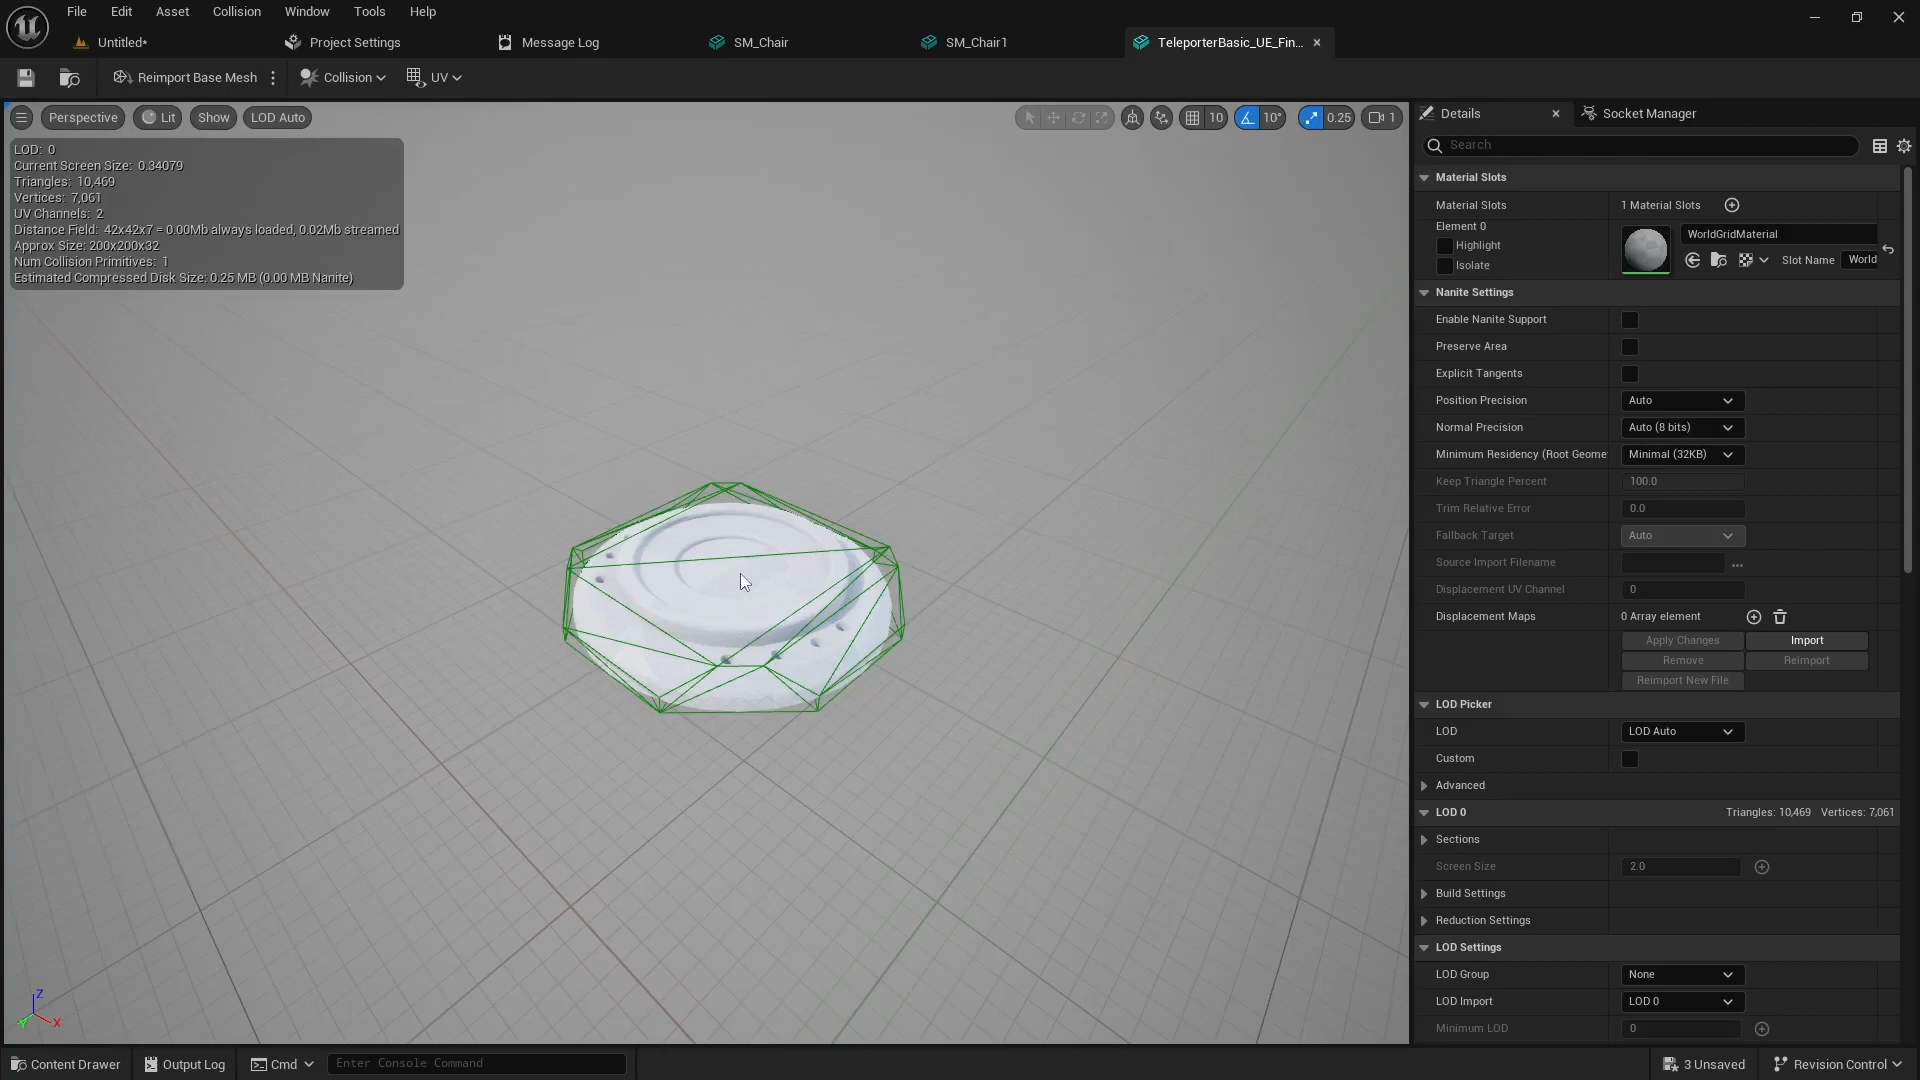 File Edit Asset Collision Window Tools Help
Untitled* Project Settings Message Log SM_Chair SM_Chair1 TeleporterBasic_UE_Fin...
Reimport Base Mesh Collision UV
Perspective Lit Show LOD Auto 10 10° 0.25 1
LOD: 0
Current Screen Size: 0.34079
Triangles: 10,469
Vertices: 7,061
UV Channels: 2
Distance Field: 42x42x7 = 0.00Mb always loaded, 0.02Mb streamed
Approx Size: 200x200x32
Num Collision Primitives: 1
Estimated Compressed Disk Size: 0.25 MB (0.00 MB Nanite)
Z
Y X
Details Socket Manager
Search
Material Slots
Material Slots 1 Material Slots
Element 0
Highlight
Isolate
WorldGridMaterial
Slot Name World
Nanite Settings
Enable Nanite Support
Preserve Area
Explicit Tangents
Position Precision Auto
Normal Precision Auto (8 bits)
Minimum Residency (Root Geome Minimal (32KB)
Keep Triangle Percent 100.0
Trim Relative Error 0.0
Fallback Target Auto
Source Import Filename ...
Displacement UV Channel 0
Displacement Maps 0 Array element
Apply Changes Import
Remove Reimport
Reimport New File
LOD Picker
LOD LOD Auto
Custom
Advanced
LOD 0 Triangles: 10,469 Vertices: 7,061
Sections
Screen Size 2.0
Build Settings
Reduction Settings
LOD Settings
LOD Group None
LOD Import LOD 0
Minimum LOD 0
Content Drawer Output Log Cmd Enter Console Command 3 Unsaved Revision Control